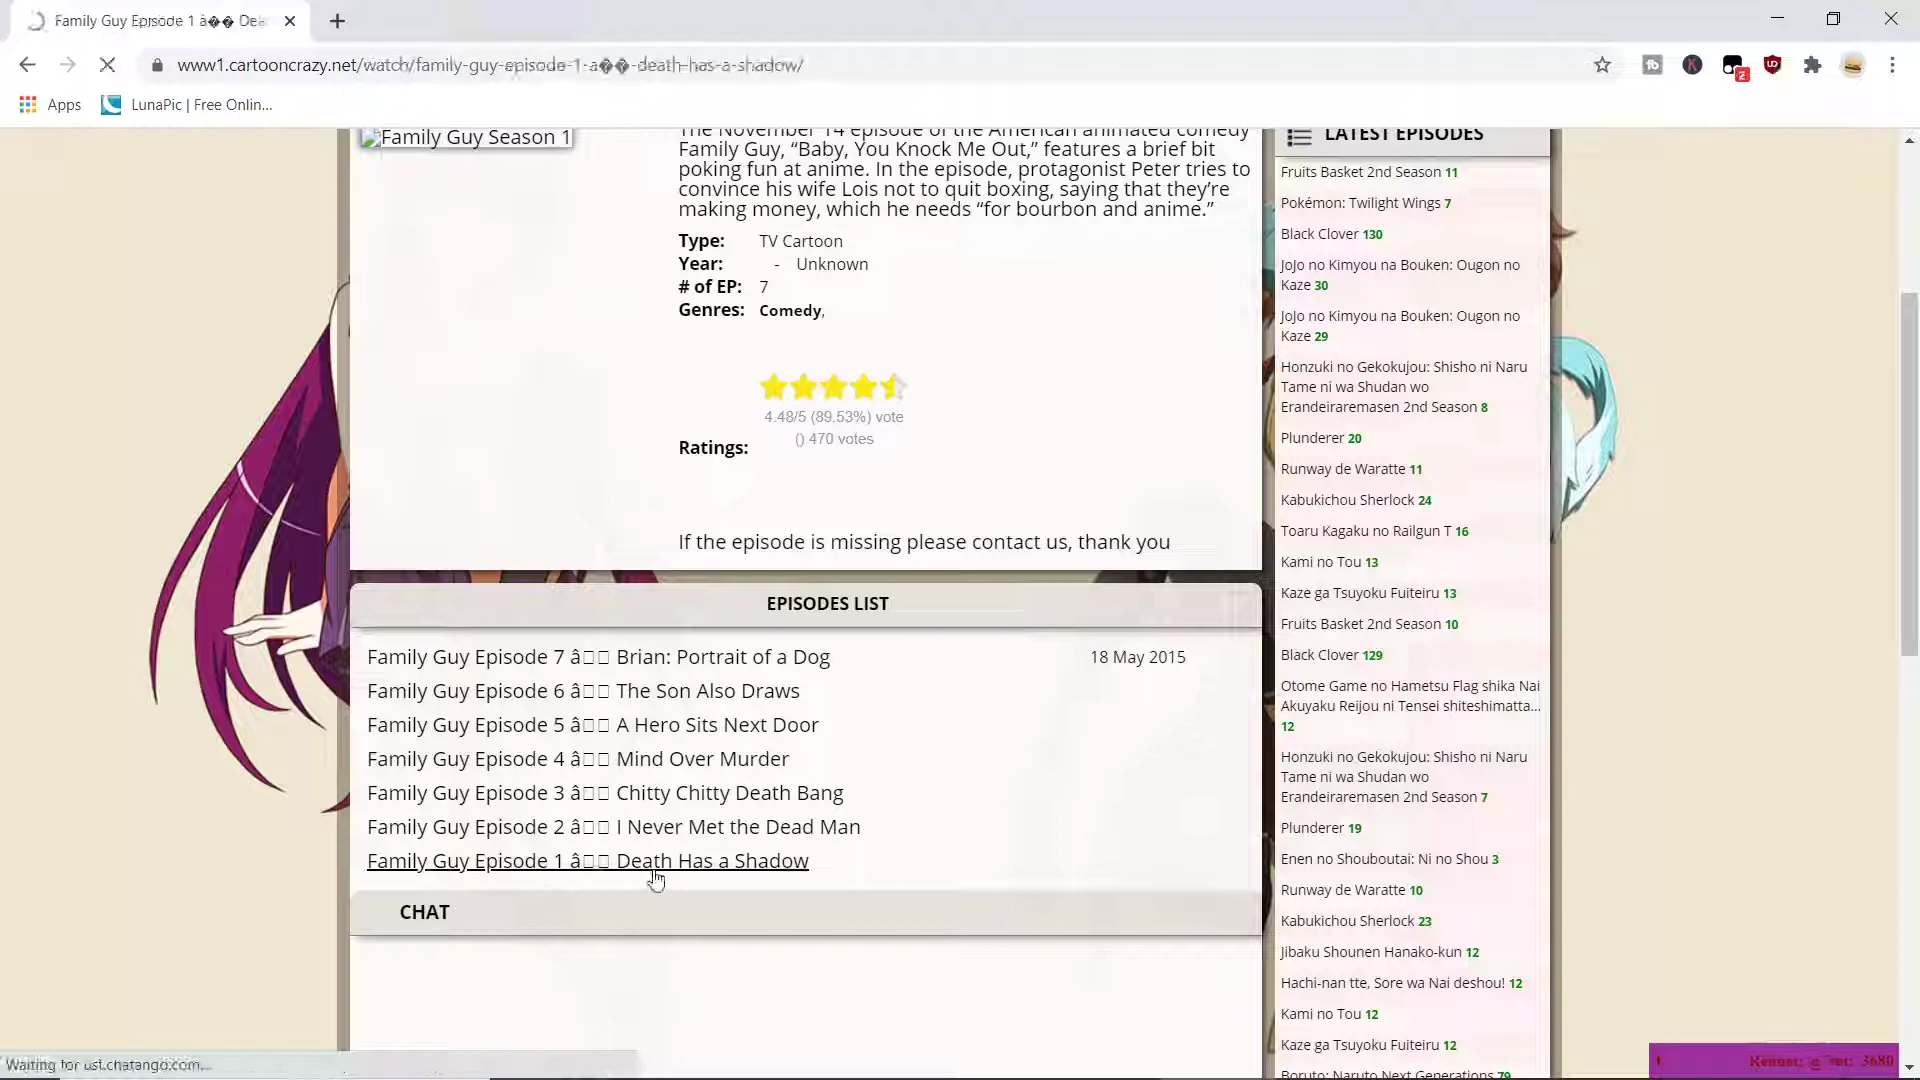 Family Guy Episode 1 â�� Dea
www1.cartooncrazy.net/watch/family-guy-episode-1-a��-death-has-a-shadow/
2
Apps
LunaPic | Free Onlin...
Family Guy Season 1
The November 14 episode of the American animated comedy
Family Guy, “Baby, You Knock Me Out,” features a brief bit
poking fun at anime. In the episode, protagonist Peter tries to
convince his wife Lois not to quit boxing, saying that they’re
making money, which he needs “for bourbon and anime.”
Type: TV Cartoon
Year: - Unknown
# of EP: 7
Genres: Comedy,
4.48/5 (89.53%) vote
() 470 votes
Ratings:
If the episode is missing please contact us, thank you
EPISODES LIST
Family Guy Episode 7 â Brian: Portrait of a Dog 18 May 2015
Family Guy Episode 6 â The Son Also Draws
Family Guy Episode 5 â A Hero Sits Next Door
Family Guy Episode 4 â Mind Over Murder
Family Guy Episode 3 â Chitty Chitty Death Bang
Family Guy Episode 2 â I Never Met the Dead Man
Family Guy Episode 1 â Death Has a Shadow
CHAT
LATEST EPISODES
Fruits Basket 2nd Season 11
Pokémon: Twilight Wings 7
Black Clover 130
JoJo no Kimyou na Bouken: Ougon no
Kaze 30
JoJo no Kimyou na Bouken: Ougon no
Kaze 29
Honzuki no Gekokujou: Shisho ni Naru
Tame ni wa Shudan wo
Erandeiraremasen 2nd Season 8
Plunderer 20
Runway de Waratte 11
Kabukichou Sherlock 24
Toaru Kagaku no Railgun T 16
Kami no Tou 13
Kaze ga Tsuyoku Fuiteiru 13
Fruits Basket 2nd Season 10
Black Clover 129
Otome Game no Hametsu Flag shika Nai
Akuyaku Reijou ni Tensei shiteshimatta...
12
Honzuki no Gekokujou: Shisho ni Naru
Tame ni wa Shudan wo
Erandeiraremasen 2nd Season 7
Plunderer 19
Enen no Shouboutai: Ni no Shou 3
Runway de Waratte 10
Kabukichou Sherlock 23
Jibaku Shounen Hanako-kun 12
Hachi-nan tte, Sore wa Nai deshou! 12
Kami no Tou 12
Kaze ga Tsuyoku Fuiteiru 12
Boruto: Naruto Next Generations 79
Waiting for ust.chatango.com...
3680